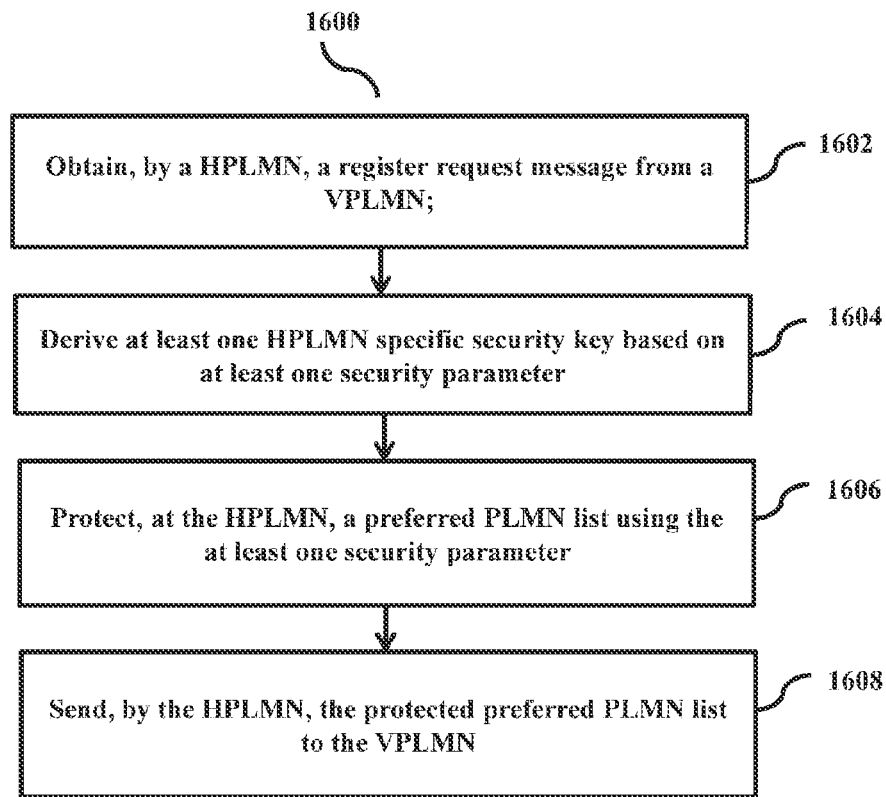 1600
Obtain, by a HPLMN, a register request message from a
VPLMN;
1602
Derive at least one HPLMN specific security key based on
at least one security parameter
1604
Protect, at the HPLMN, a preferred PLMN list using the
at least one security parameter
1606
Send, by the HPLMN, the protected preferred PLMN list
to the VPLMN
1608